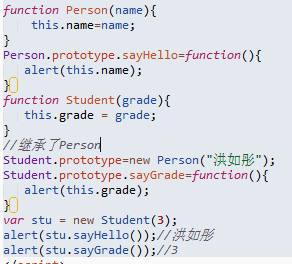 function Person(name){
this.name=name;
}
Person.prototype.sayHello=function(){
alert(this.name);
}
function Student(grade){
this.grade = grade;
}
//继承了Person
Student.prototype=new Person("洪如彤");
Student.prototype.sayGrade=function(){
alert(this.grade);
}
var stu = new Student(3);
alert(stu.sayHello());//洪如彤
alert(stu.sayGrade());//3